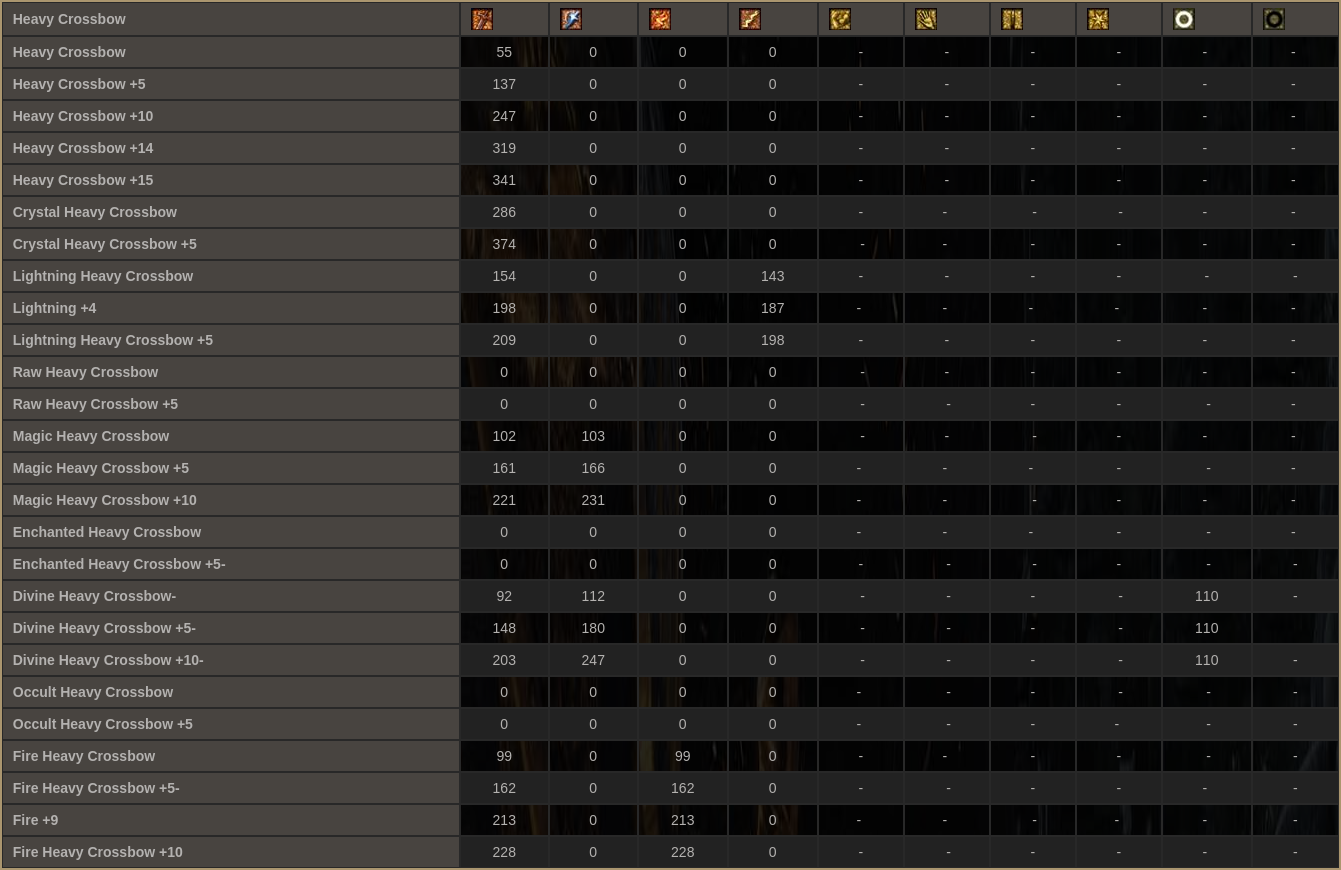 Heavy Crossbow
Heavy Crossbow 55 0 0 0 - - - - - -
Heavy Crossbow +5 137 0 0 0 - - - - - -
Heavy Crossbow +10 247 0 0 0 - - - - - -
Heavy Crossbow +14 319 0 0 0 - - - - - -
Heavy Crossbow +15 341 0 0 0 - - - - - -
Crystal Heavy Crossbow 286 0 0 0 - - - - - -
Crystal Heavy Crossbow +5 374 0 0 0 - - - - - -
Lightning Heavy Crossbow 154 0 0 143 - - - - - -
Lightning +4 198 0 0 187 - - - - - -
Lightning Heavy Crossbow +5 209 0 0 198 - - - - - -
Raw Heavy Crossbow 0 0 0 0 - - - - - -
Raw Heavy Crossbow +5 0 0 0 0 - - - - - -
Magic Heavy Crossbow 102 103 0 0 - - - - - -
Magic Heavy Crossbow +5 161 166 0 0 - - - - - -
Magic Heavy Crossbow +10 221 231 0 0 - - - - - -
Enchanted Heavy Crossbow 0 0 0 0 - - - - - -
Enchanted Heavy Crossbow +5- 0 0 0 0 - - - - - -
Divine Heavy Crossbow- 92 112 0 0 - - - - 110 -
Divine Heavy Crossbow +5- 148 180 0 0 - - - - 110 -
Divine Heavy Crossbow +10- 203 247 0 0 - - - - 110 -
Occult Heavy Crossbow 0 0 0 0 - - - - - -
Occult Heavy Crossbow +5 0 0 0 0 - - - - - -
Fire Heavy Crossbow 99 0 99 0 - - - - - -
Fire Heavy Crossbow +5- 162 0 162 0 - - - - - -
Fire +9 213 0 213 0 - - - - - -
Fire Heavy Crossbow +10 228 0 228 0 - - - - - -